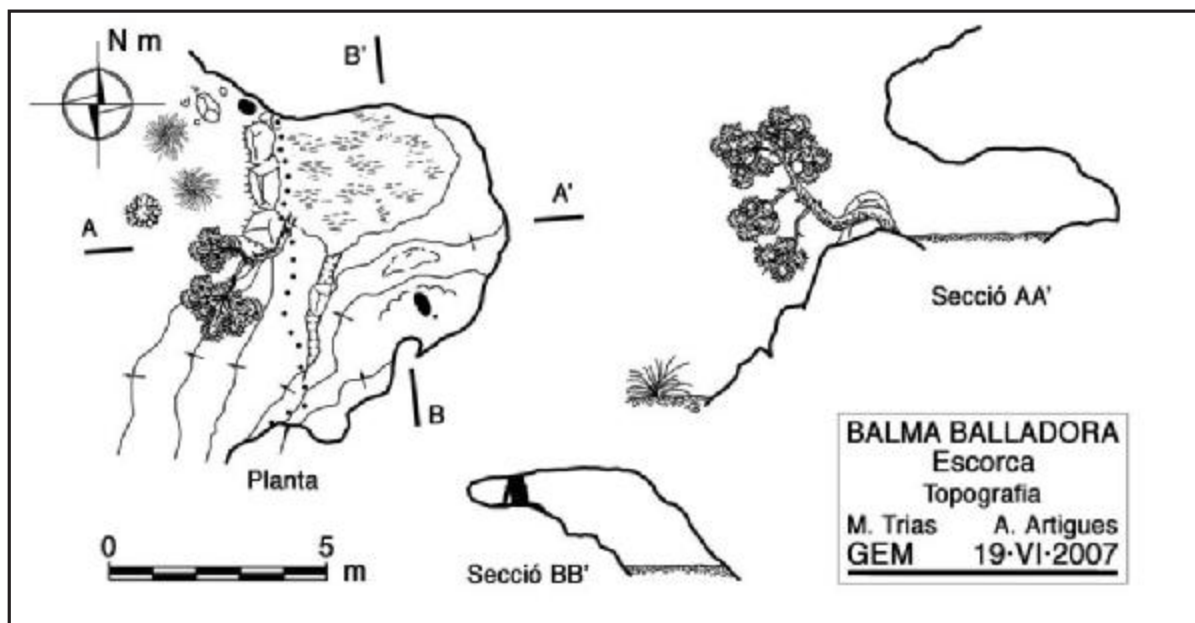 N m
B'
A'
A
B
Planta
0 5
m
Secció AA'
Secció BB'
BALMA BALLADORA
Escorca
Topografia
M. Trias A. Artigues
GEM 19·VI·2007